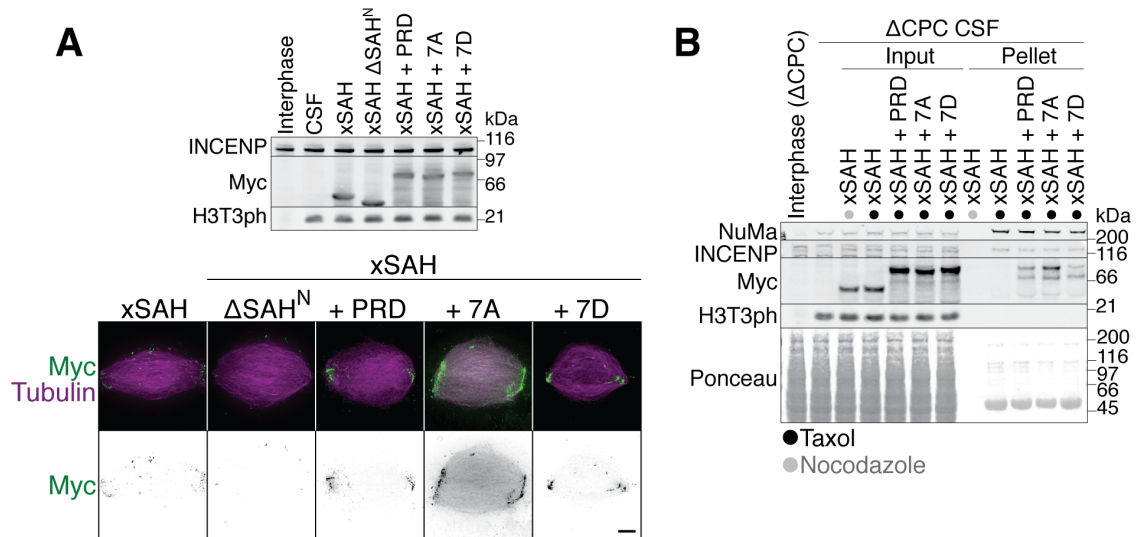 A
Interphase
CSF
xSAH
xSAH ΔSAHᴺ
xSAH + PRD
xSAH + 7A
xSAH + 7D
kDa
INCENP
Myc
H3T3ph
116
97
66
21
xSAH
xSAH
ΔSAHᴺ
+ PRD
+ 7A
+ 7D
Myc
Tubulin
Myc
B
ΔCPC CSF
Input
Pellet
Interphase (ΔCPC)
xSAH
xSAH
xSAH + PRD
xSAH + 7A
xSAH + 7D
xSAH
xSAH
xSAH + PRD
xSAH + 7A
xSAH + 7D
kDa
NuMa
INCENP
Myc
H3T3ph
Ponceau
200
116
66
21
200
116
97
66
45
Taxol
Nocodazole